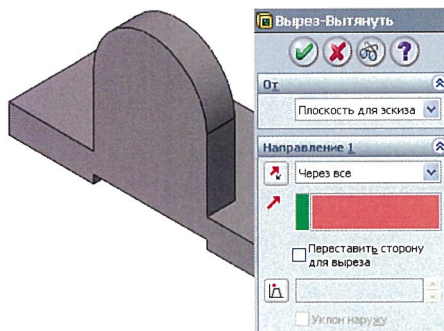 Вырез-Вытянуть
?
От
Плоскость для эскиза
Направление 1
Через все
Переставить сторону
для выреза
Уклон наружу